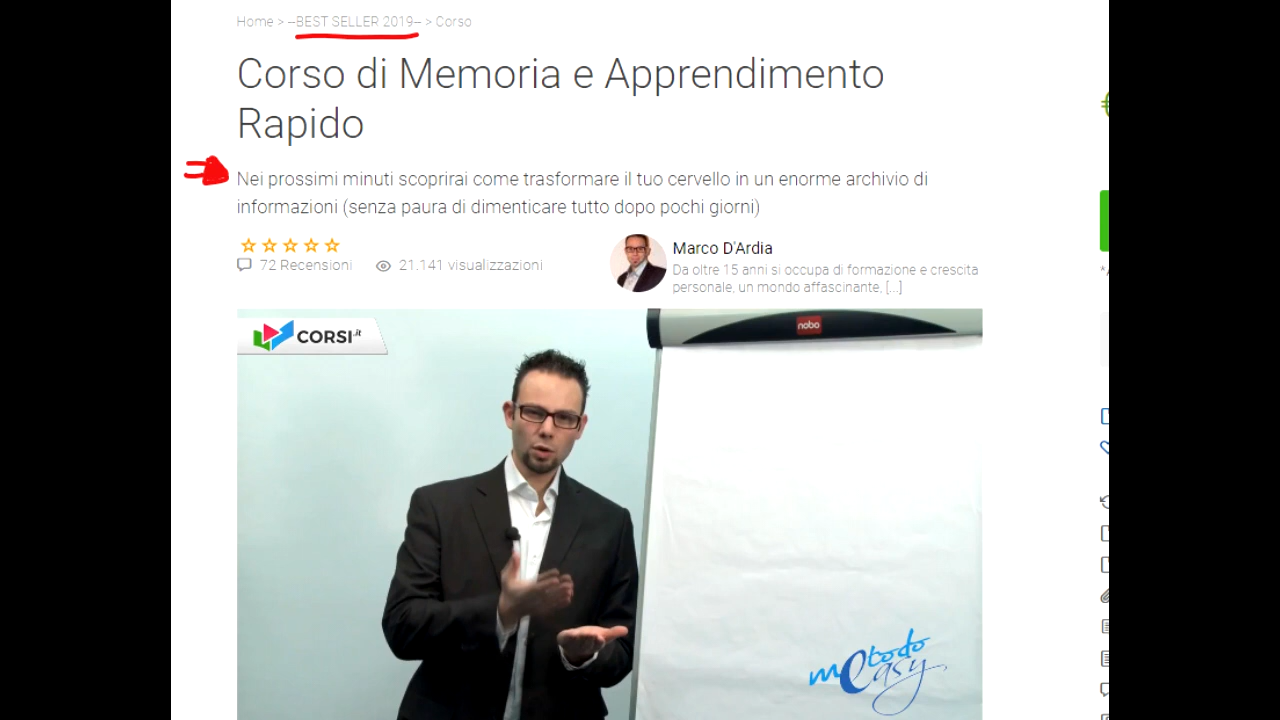 Home > --BEST SELLER 2019-- > Corso
Corso di Memoria e Apprendimento
Rapido
Nei prossimi minuti scoprirai come trasformare il tuo cervello in un enorme archivio di
informazioni (senza paura di dimenticare tutto dopo pochi giorni)
72 Recensioni 21.141 visualizzazioni
Marco D'Ardia
Da oltre 15 anni si occupa di formazione e crescita
personale, un mondo affascinante, [...]
CORSI.it
nobo
metodo
easy